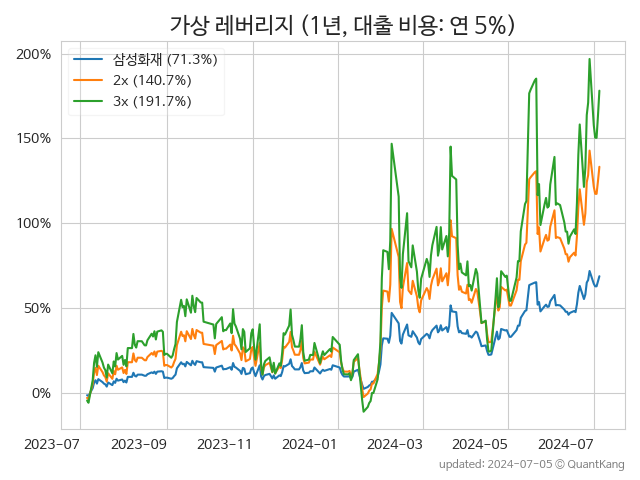 가상 레버리지 (1년, 대출 비용: 연 5%)
삼성화재 (71.3%)
2x (140.7%)
3x (191.7%)
200%
150%
100%
50%
0%
2023-07 2023-09 2023-11 2024-01 2024-03 2024-05 2024-07
updated: 2024-07-05 © QuantKang